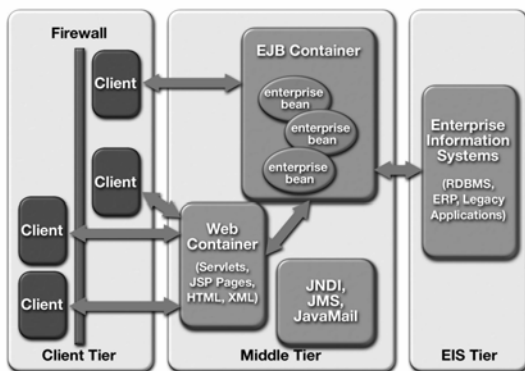 Firewall
Client
Client
Client
Client
Client Tier
EJB Container
enterprise
bean
enterprise
bean
enterprise
bean
Web
Container
(Servlets,
JSP Pages,
HTML, XML)
JNDI,
JMS,
JavaMail
Middle Tier
Enterprise
Information
Systems
(RDBMS,
ERP, Legacy
Applications)
EIS Tier